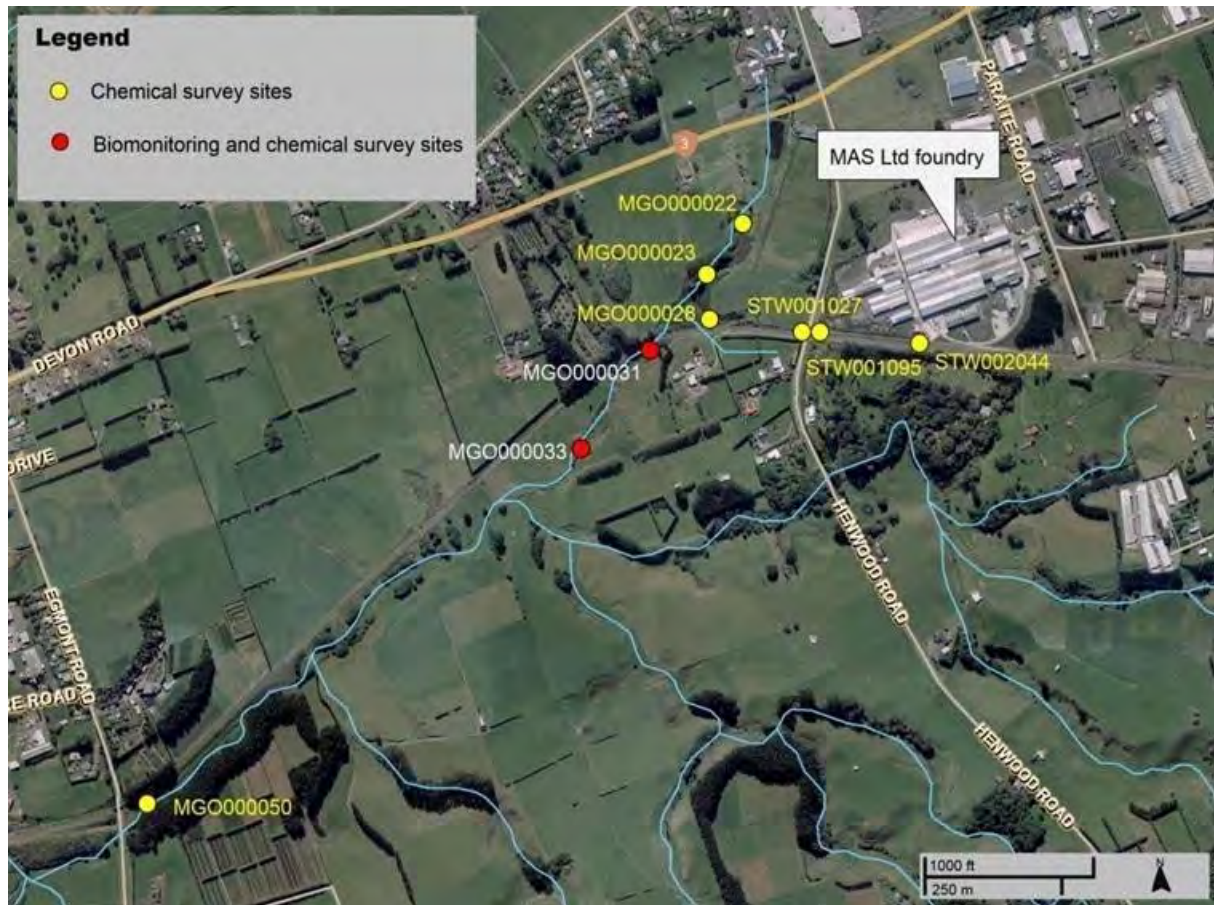 Legend
Chemical survey sites
Biomonitoring and chemical survey sites
3
PARAITE ROAD
MAS Ltd foundry
MGO000022
MGO000023
MGO000028
STW001027
STW001095
STW002044
DEVON ROAD
MGO000031
MGO000033
DRIVE
HENWOOD ROAD
EGMONT ROAD
RE ROAD
HENWOOD ROAD
MGO000050
1000 ft
250 m
N